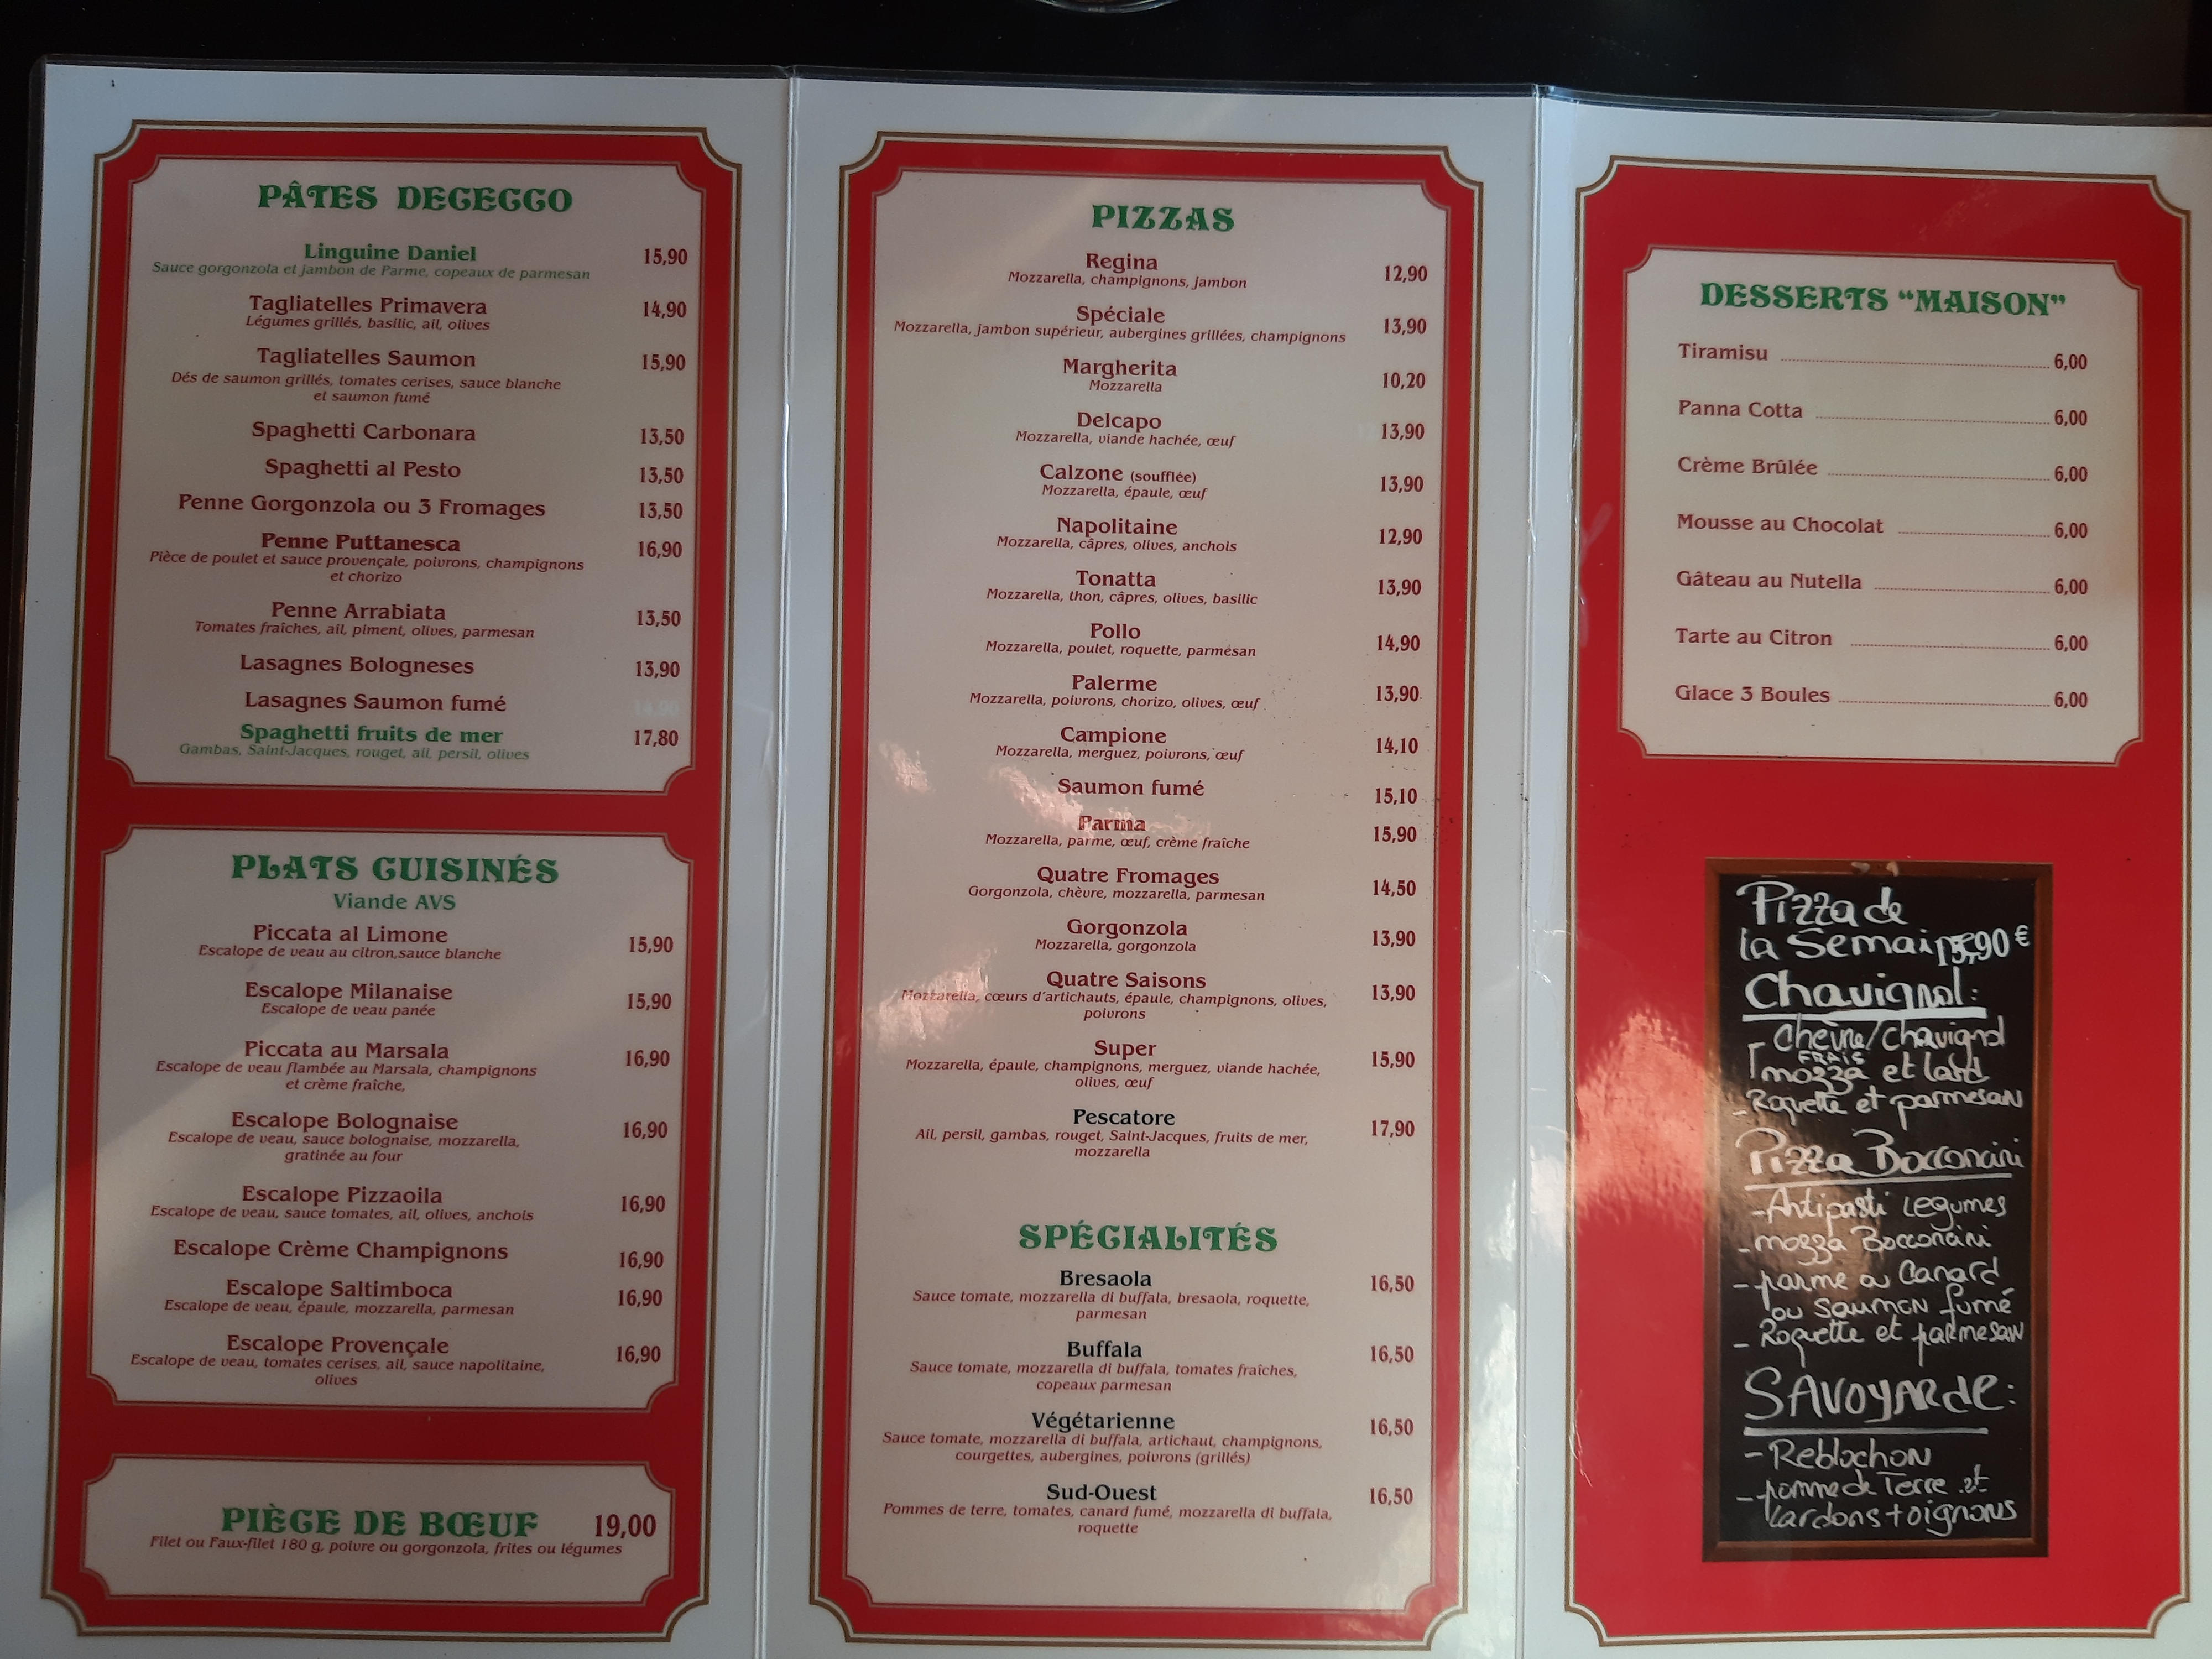 PÂTES DECECCO
Linguine Daniel 15,90
Sauce gorgonzola et jambon de Parme, copeaux de parmesan
Tagliatelles Primavera 14,90
Légumes grillés, basilic, ail, olives
Tagliatelles Saumon 15,90
Dés de saumon grillés, tomates cerises, sauce blanche
et saumon fumé
Spaghetti Carbonara 13,50
Spaghetti al Pesto 13,50
Penne Gorgonzola ou 3 Fromages 13,50
Penne Puttanesca 16,90
Pièce de poulet et sauce provençale, poivrons, champignons
et chorizo
Penne Arrabiata 13,50
Tomates fraîches, ail, piment, olives, parmesan
Lasagnes Bologneses 13,90
Lasagnes Saumon fumé 14,90
Spaghetti fruits de mer 17,80
Gambas, Saint-Jacques, rouget, ail, persil, olives
PLATS CUISINÉS
Viande AVS
Piccata al Limone 15,90
Escalope de veau au citron,sauce blanche
Escalope Milanaise 15,90
Escalope de veau panée
Piccata au Marsala 16,90
Escalope de veau flambée au Marsala, champignons
et crème fraîche,
Escalope Bolognaise 16,90
Escalope de veau, sauce bolognaise, mozzarella,
gratinée au four
Escalope Pizzaoila 16,90
Escalope de veau, sauce tomates, ail, olives, anchois
Escalope Crème Champignons 16,90
Escalope Saltimboca 16,90
Escalope de veau, épaule, mozzarella, parmesan
Escalope Provençale 16,90
Escalope de veau, tomates cerises, ail, sauce napolitaine,
olives
PIÈCE DE BŒUF 19,00
Filet ou Faux-filet 180 g, poivre ou gorgonzola, frites ou légumes
PIZZAS
Regina 12,90
Mozzarella, champignons, jambon
Spéciale 13,90
Mozzarella, jambon supérieur, aubergines grillées, champignons
Margherita 10,20
Mozzarella
Delcapo 13,90
Mozzarella, viande hachée, œuf
Calzone (soufflée) 13,90
Mozzarella, épaule, œuf
Napolitaine 12,90
Mozzarella, câpres, olives, anchois
Tonatta 13,90
Mozzarella, thon, câpres, olives, basilic
Pollo 14,90
Mozzarella, poulet, roquette, parmesan
Palerme 13,90
Mozzarella, poivrons, chorizo, olives, œuf
Campione 14,10
Mozzarella, merguez, poivrons, œuf
Saumon fumé 15,10
Parma 15,90
Mozzarella, parme, œuf, crème fraîche
Quatre Fromages 14,50
Gorgonzola, chèvre, mozzarella, parmesan
Gorgonzola 13,90
Mozzarella, gorgonzola
Quatre Saisons 13,90
Mozzarella, cœurs d'artichauts, épaule, champignons, olives,
poivrons
Super 15,90
Mozzarella, épaule, champignons, merguez, viande hachée,
olives, œuf
Pescatore 17,90
Ail, persil, gambas, rouget, Saint-Jacques, fruits de mer,
mozzarella
SPÉCIALITÉS
Bresaola 16,50
Sauce tomate, mozzarella di buffala, bresaola, roquette,
parmesan
Buffala 16,50
Sauce tomate, mozzarella di buffala, tomates fraîches,
copeaux parmesan
Végétarienne 16,50
Sauce tomate, mozzarella di buffala, artichaut, champignons,
courgettes, aubergines, poivrons (grillés)
Sud-Ouest 16,50
Pommes de terre, tomates, canard fumé, mozzarella di buffala,
roquette
DESSERTS “MAISON”
Tiramisu 6,00
Panna Cotta 6,00
Crème Brûlée 6,00
Mousse au Chocolat 6,00
Gâteau au Nutella 6,00
Tarte au Citron 6,00
Glace 3 Boules 6,00
Pizza de
la Semain 15,90 €
Chavignol :
Chèvre/Chavignol
FRAIS
mozza et lard
- Roquette et parmesan
Pizza Bocconcini
- Antipasti Legumes
- mozza Bocconcini
- parme ou Canard
ou Saumon fumé
- Roquette et parmesan
SAVOYARde :
- Reblochon
- pomme de Terre et
Lardons + oignons